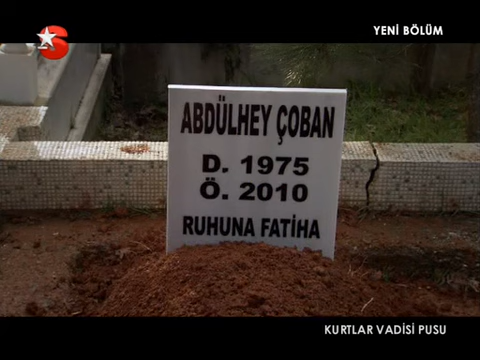 YENİ BÖLÜM
ABDÜLHEY ÇOBAN
D. 1975
Ö. 2010
RUHUNA FATİHA
KURTLAR VADİSİ PUSU